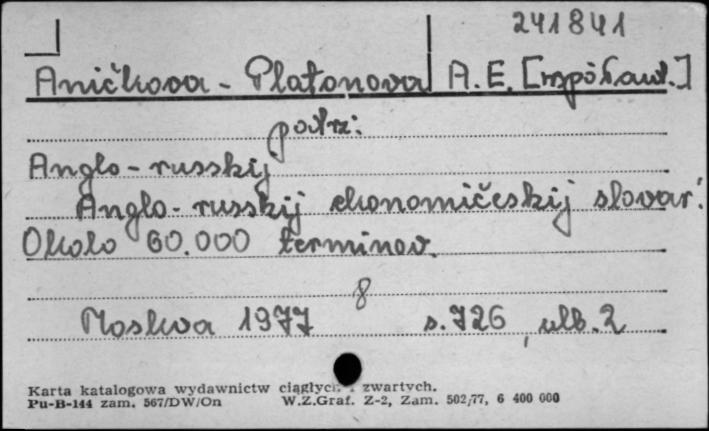 241841
Aničkova - Platonova A. E. [współaut.]
patrz:
Anglo - russkij
Anglo - russkij ekonomičeskij slovar'.
Około 60.000 terminov.
8
Moskva 1977 s. 726, ulb. 2
Karta katalogowa wydawnictw ciągłych i zwartych.
Pu-B-144 zam. 567/DW/On W.Z.Graf. Z-2, Zam. 502/77, 6 400 000